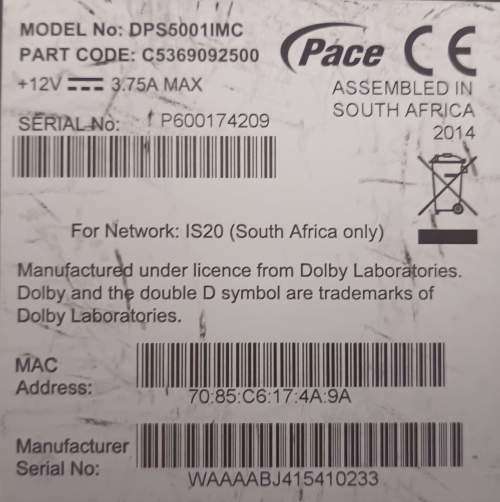 MODEL No: DPS5001IMC
PART CODE: C5369092500
+12V 3.75A MAX
Pace CE
ASSEMBLED IN
SOUTH AFRICA
2014
SERIAL No: P600174209
For Network: IS20 (South Africa only)
Manufactured under licence from Dolby Laboratories.
Dolby and the double D symbol are trademarks of
Dolby Laboratories.
MAC
Address:
70:85:C6:17:4A:9A
Manufacturer
Serial No:
WAAAABJ415410233